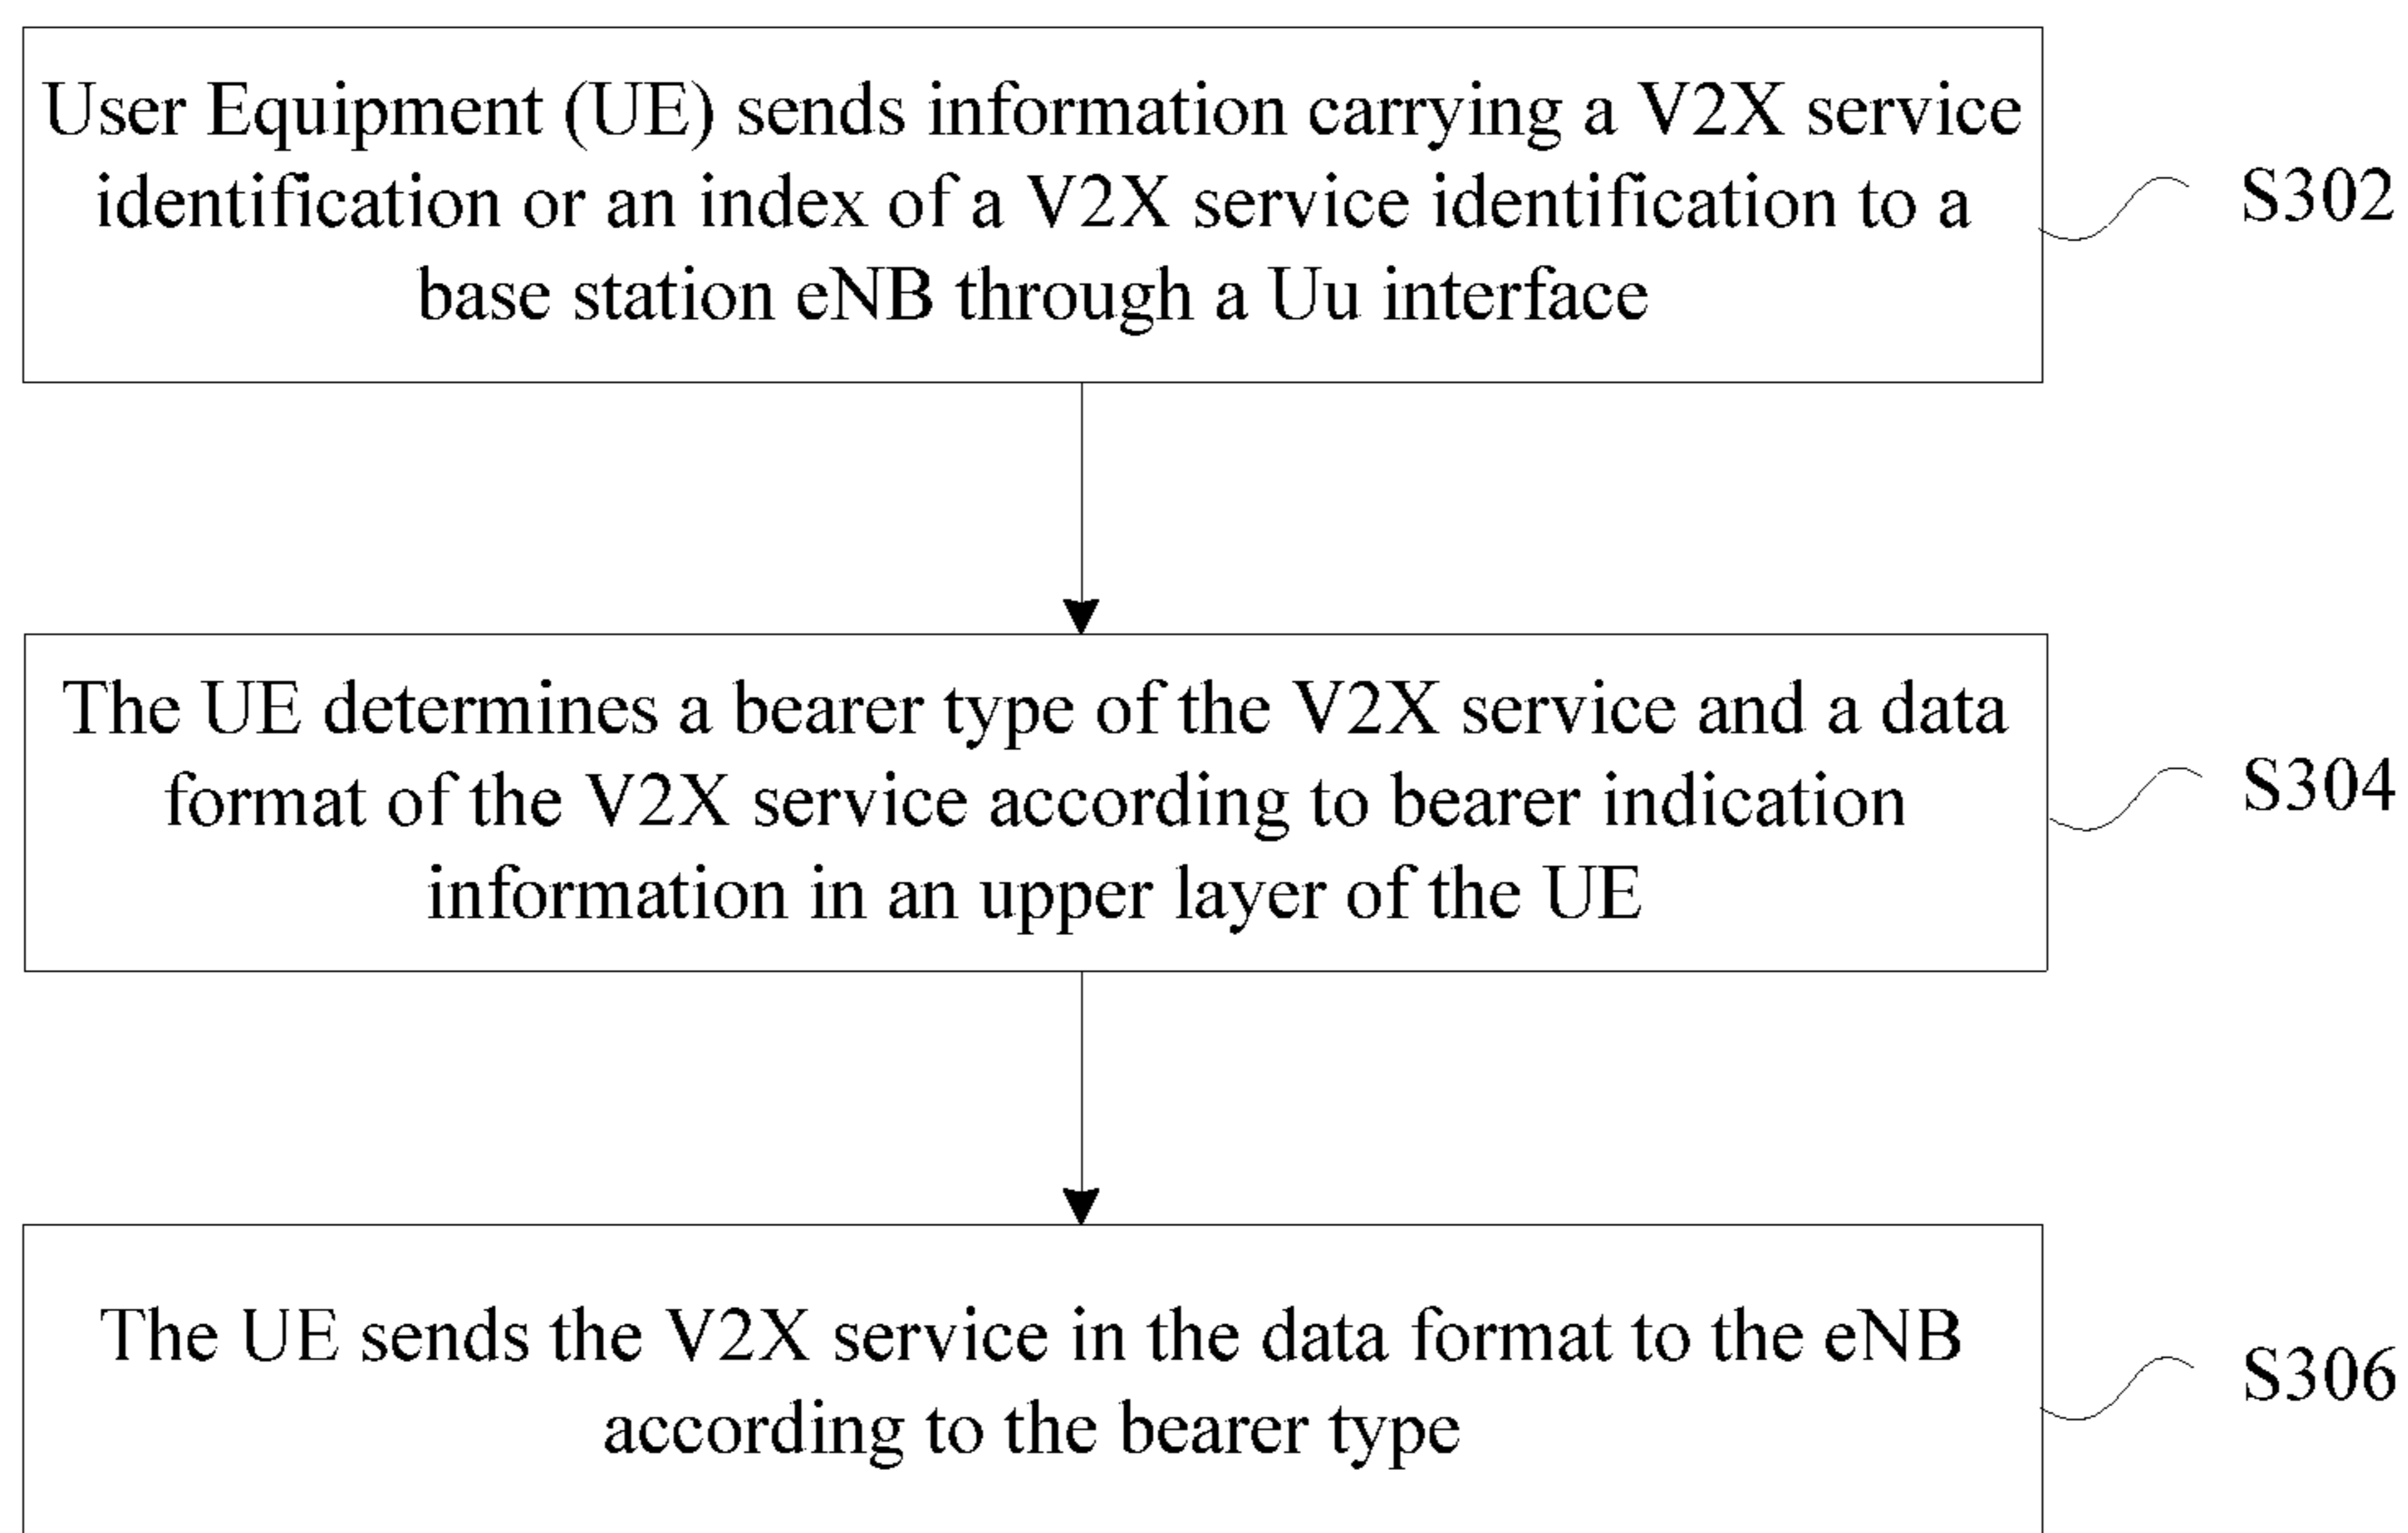 User Equipment (UE) sends information carrying a V2X service
identification or an index of a V2X service identification to a
base station eNB through a Uu interface
S302
The UE determines a bearer type of the V2X service and a data
format of the V2X service according to bearer indication
information in an upper layer of the UE
S304
The UE sends the V2X service in the data format to the eNB
according to the bearer type
S306